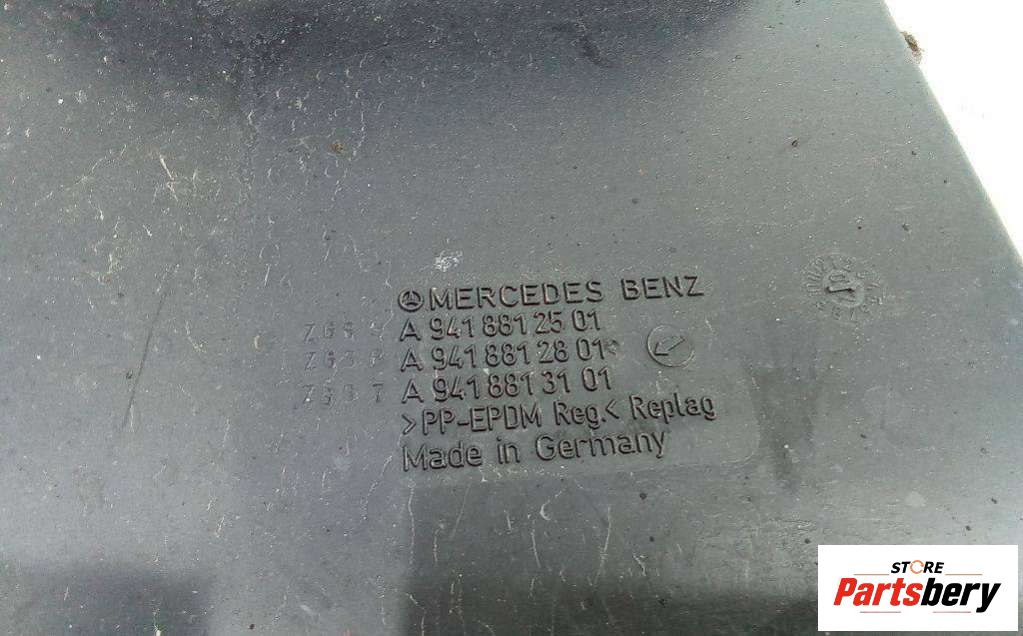 MERCEDES BENZ
A 941 881 25 01
A 941 881 28 01
A 941 881 31 01
>PP-EPDM Reg.< Replag
Made in Germany
STORE
Partsbery